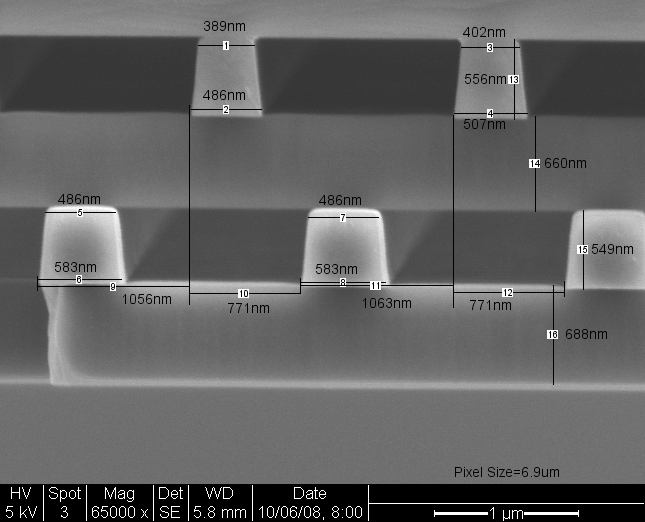 389nm
402nm
1
3
556nm
13
486nm
2
4
507nm
14
660nm
486nm
486nm
5
7
15
549nm
583nm
583nm
6
8
9
11
10
12
1056nm
1063nm
771nm
771nm
16
688nm
Pixel Size=6.9um
HV Spot Mag Det WD Date
5 kV 3 65000 x SE 5.8 mm 10/06/08, 8:00
1 µm